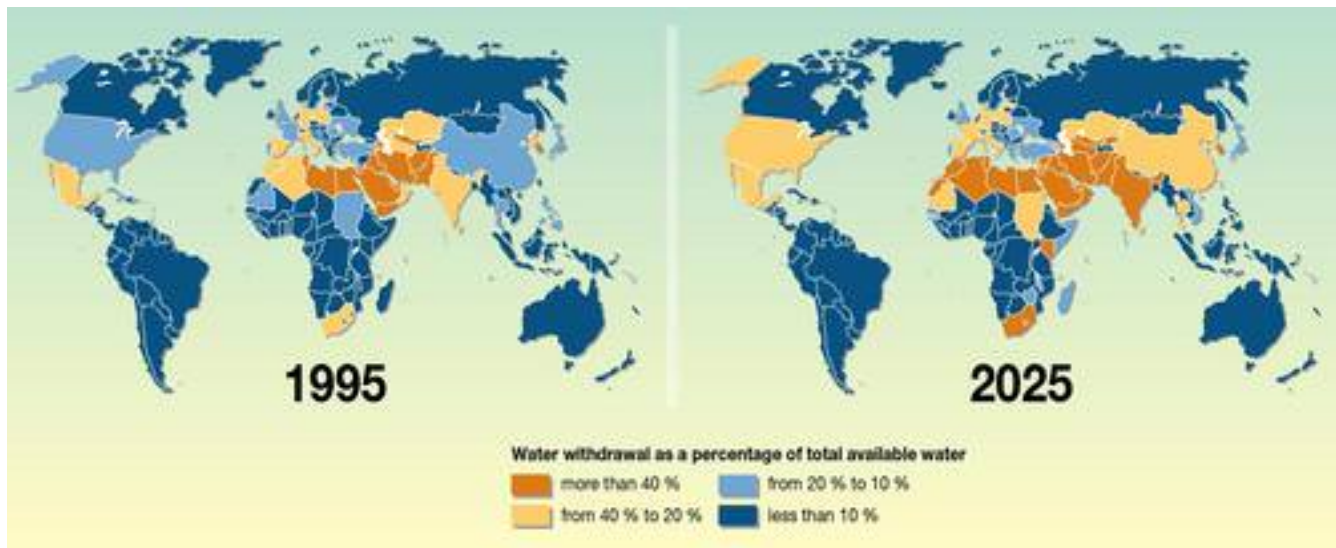 1995
2025
Water withdrawal as a percentage of total available water
more than 40 %
from 20 % to 10 %
from 40 % to 20 %
less than 10 %